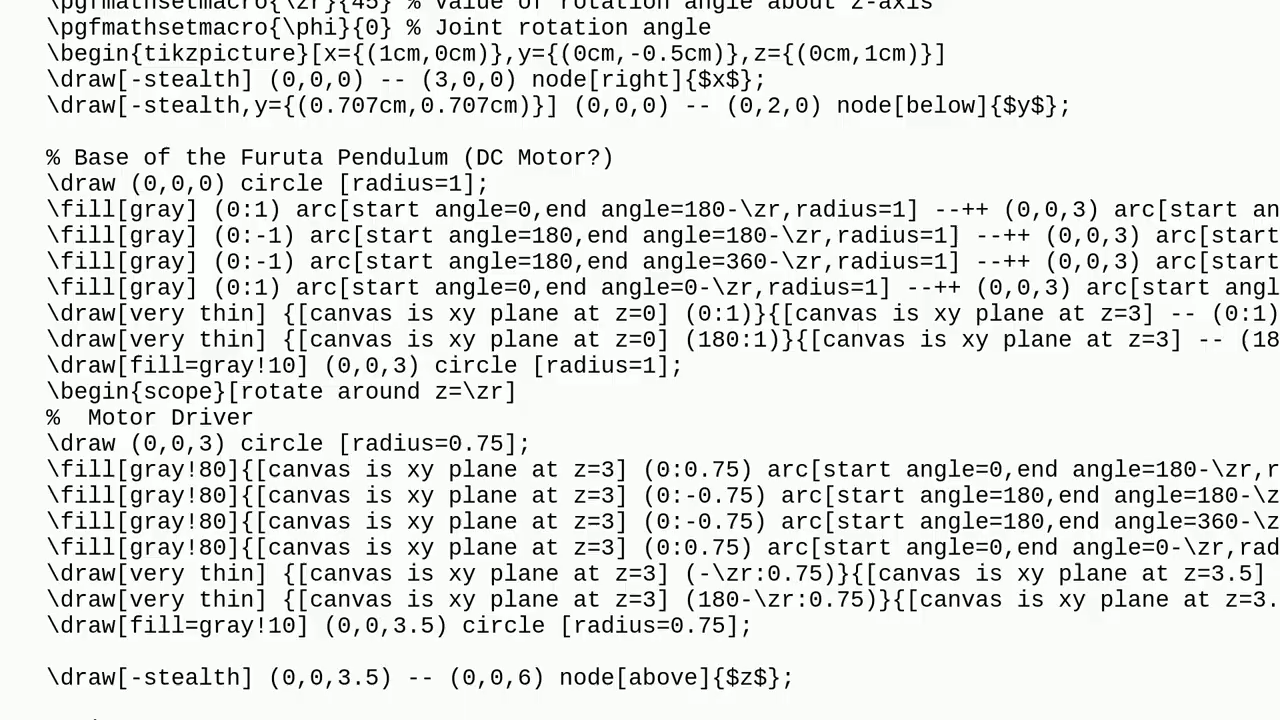 \pgfmathsetmacro{\zr}{45} % Value of rotation angle about z-axis
\pgfmathsetmacro{\phi}{0} % Joint rotation angle
\begin{tikzpicture}[x={(1cm,0cm)},y={(0cm,-0.5cm)},z={(0cm,1cm)}]
\draw[-stealth] (0,0,0) -- (3,0,0) node[right]{$x$};
\draw[-stealth,y={(0.707cm,0.707cm)}] (0,0,0) -- (0,2,0) node[below]{$y$};
% Base of the Furuta Pendulum (DC Motor?)
\draw (0,0,0) circle [radius=1];
\fill[gray] (0:1) arc[start angle=0,end angle=180-\zr,radius=1] --++ (0,0,3) arc[start an
\fill[gray] (0:-1) arc[start angle=180,end angle=180-\zr,radius=1] --++ (0,0,3) arc[start
\fill[gray] (0:-1) arc[start angle=180,end angle=360-\zr,radius=1] --++ (0,0,3) arc[start
\fill[gray] (0:1) arc[start angle=0,end angle=0-\zr,radius=1] --++ (0,0,3) arc[start angl
\draw[very thin] {[canvas is xy plane at z=0] (0:1)}{[canvas is xy plane at z=3] -- (0:1)
\draw[very thin] {[canvas is xy plane at z=0] (180:1)}{[canvas is xy plane at z=3] -- (18
\draw[fill=gray!10] (0,0,3) circle [radius=1];
\begin{scope}[rotate around z=\zr]
%  Motor Driver
\draw (0,0,3) circle [radius=0.75];
\fill[gray!80]{[canvas is xy plane at z=3] (0:0.75) arc[start angle=0,end angle=180-\zr,r
\fill[gray!80]{[canvas is xy plane at z=3] (0:-0.75) arc[start angle=180,end angle=180-\z
\fill[gray!80]{[canvas is xy plane at z=3] (0:-0.75) arc[start angle=180,end angle=360-\z
\fill[gray!80]{[canvas is xy plane at z=3] (0:0.75) arc[start angle=0,end angle=0-\zr,rad
\draw[very thin] {[canvas is xy plane at z=3] (-\zr:0.75)}{[canvas is xy plane at z=3.5]
\draw[very thin] {[canvas is xy plane at z=3] (180-\zr:0.75)}{[canvas is xy plane at z=3.
\draw[fill=gray!10] (0,0,3.5) circle [radius=0.75];
\draw[-stealth] (0,0,3.5) -- (0,0,6) node[above]{$z$};